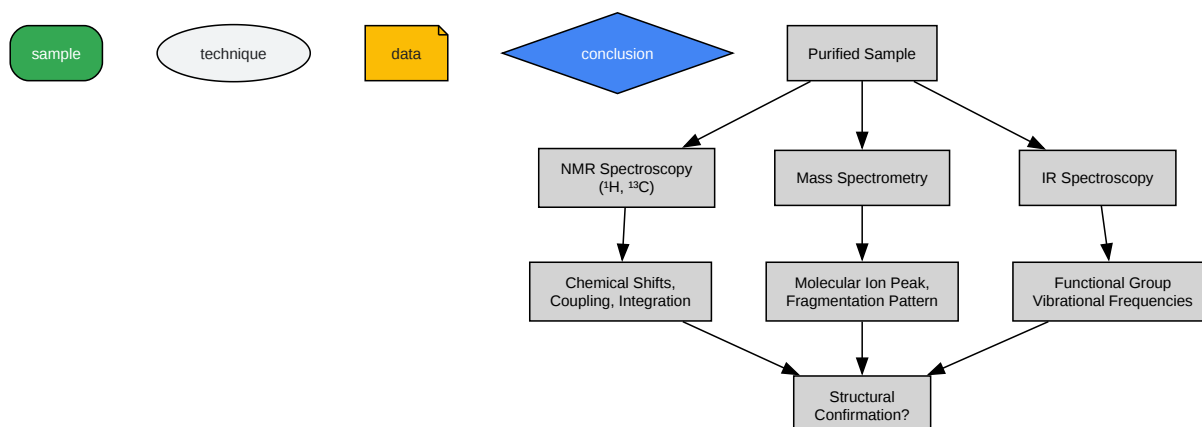 sample
technique
data
conclusion
Purified Sample
NMR Spectroscopy
(¹H, ¹³C)
Mass Spectrometry
IR Spectroscopy
Chemical Shifts,
Coupling, Integration
Molecular Ion Peak,
Fragmentation Pattern
Functional Group
Vibrational Frequencies
Structural
Confirmation?